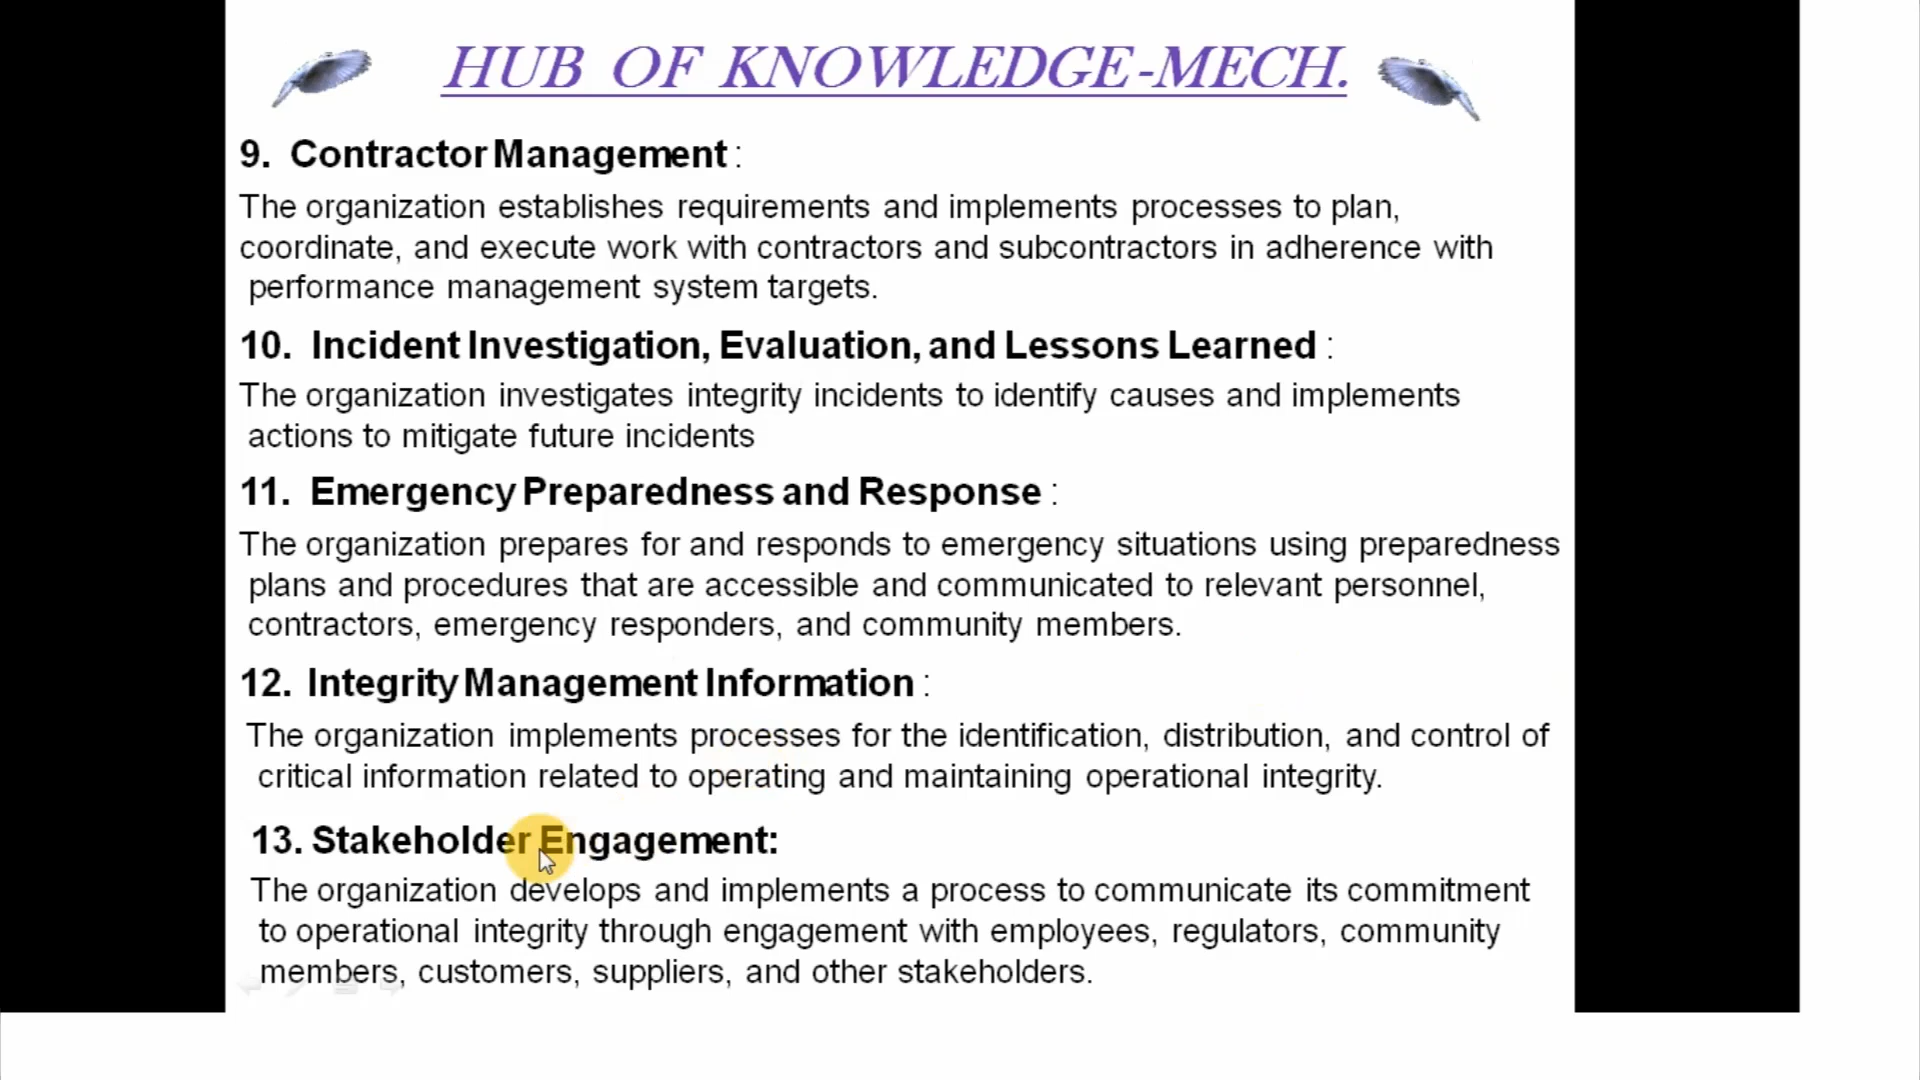 HUB OF KNOWLEDGE-MECH.
9. Contractor Management :
The organization establishes requirements and implements processes to plan,
coordinate, and execute work with contractors and subcontractors in adherence with
performance management system targets.
10. Incident Investigation, Evaluation, and Lessons Learned :
The organization investigates integrity incidents to identify causes and implements
actions to mitigate future incidents
11. Emergency Preparedness and Response :
The organization prepares for and responds to emergency situations using preparedness
plans and procedures that are accessible and communicated to relevant personnel,
contractors, emergency responders, and community members.
12. Integrity Management Information :
The organization implements processes for the identification, distribution, and control of
critical information related to operating and maintaining operational integrity.
13. Stakeholder Engagement:
The organization develops and implements a process to communicate its commitment
to operational integrity through engagement with employees, regulators, community
members, customers, suppliers, and other stakeholders.